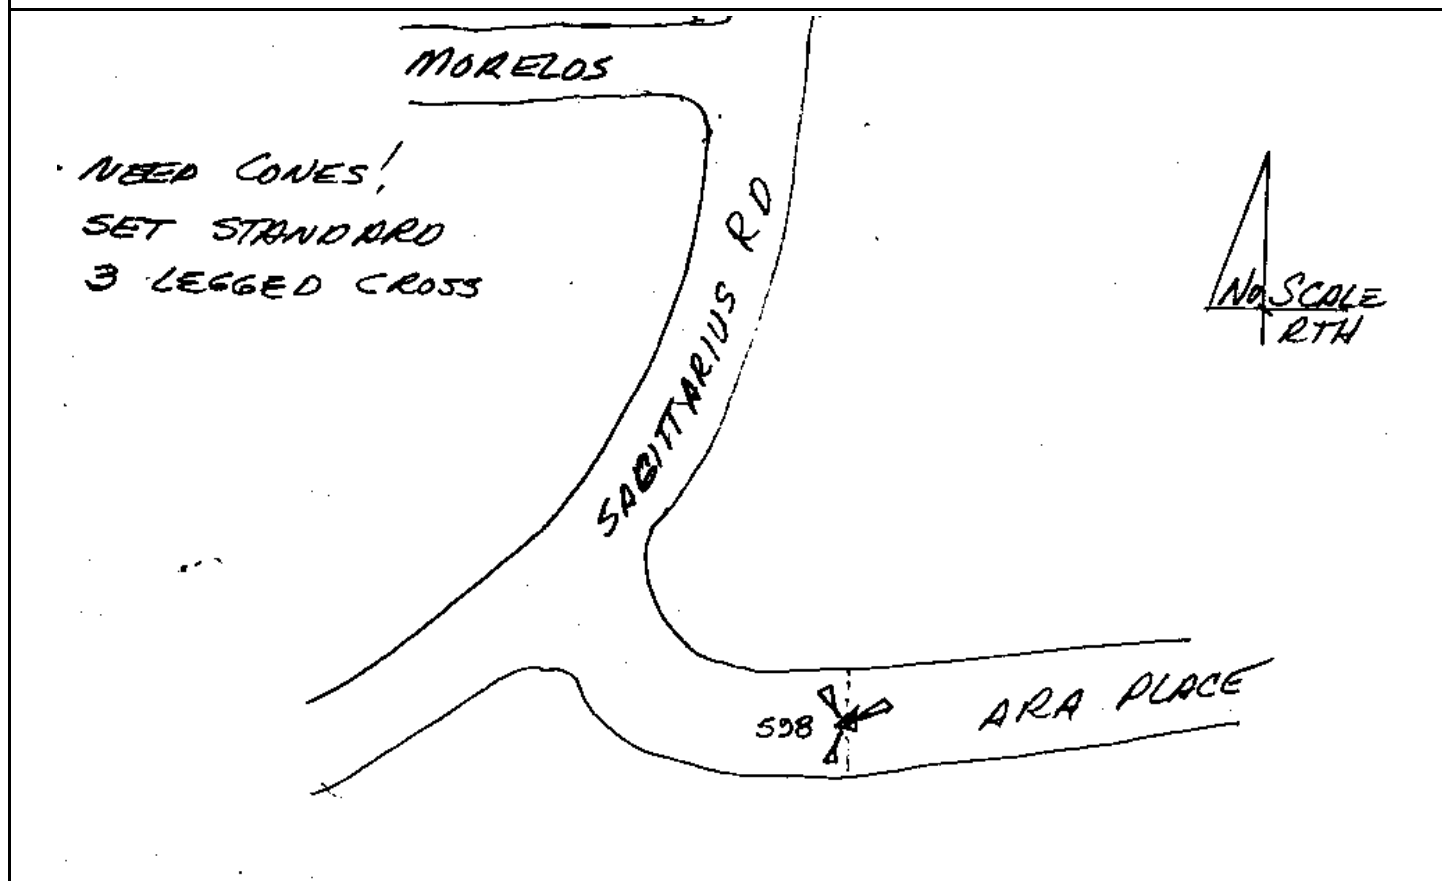 MORELOS
NEED CONES!
SET STANDARD
3 LEGGED CROSS
SAGITTARIUS RD
No SCALE
RTH
598
ARA PLACE